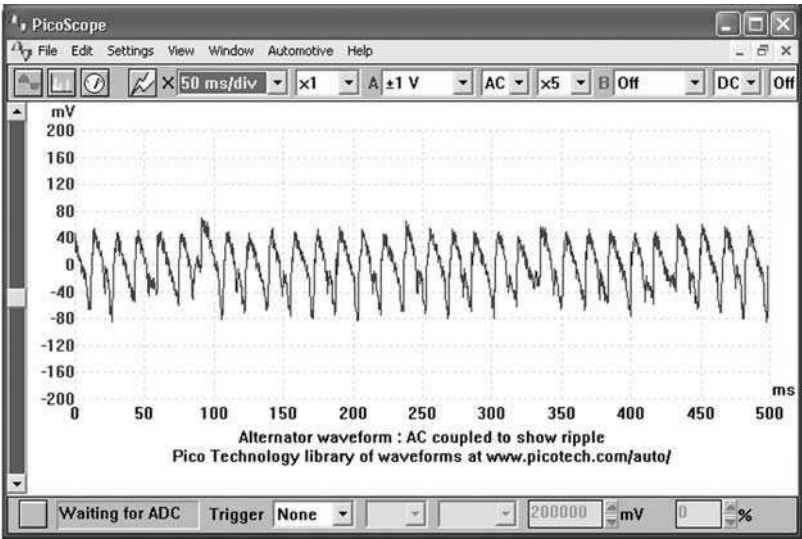 PicoScope
File Edit Settings View Window Automotive Help
X 50 ms/div x1 A ±1 V AC x5 B Off DC Off
mV
200
160
120
80
40
0
-40
-80
-120
-160
-200
ms
0 50 100 150 200 250 300 350 400 450 500
Alternator waveform : AC coupled to show ripple
Pico Technology library of waveforms at www.picotech.com/auto/
Waiting for ADC Trigger None 200000 mV 0 %